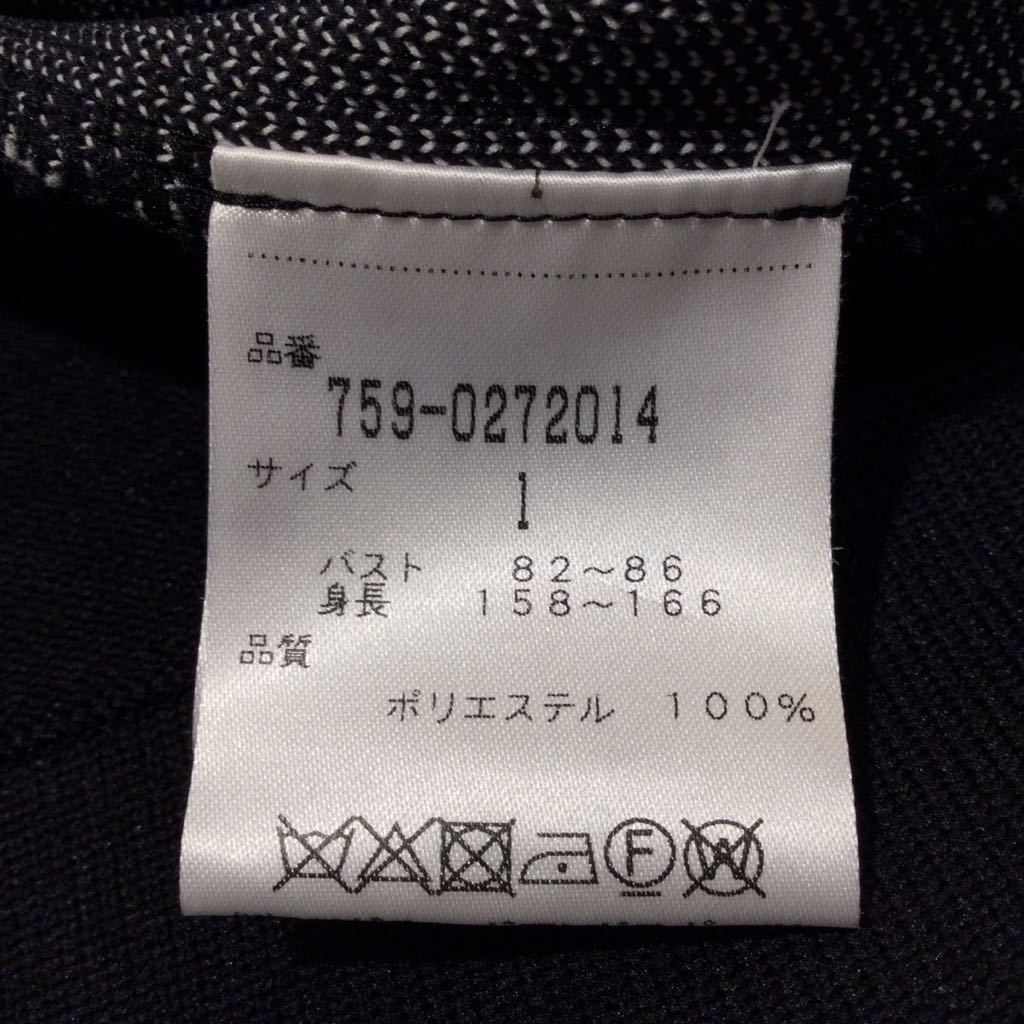 品番
759-0272014
サイズ
1
バスト 82～86
身長 158～166
品質
ポリエステル 100%
F W